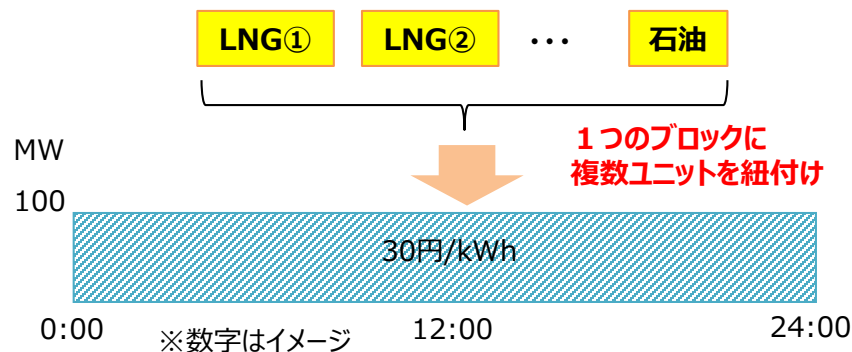 LNG① LNG② ・・・ 石油
1つのブロックに
複数ユニットを紐付け
MW
100
30円/kWh
0:00 ※数字はイメージ 12:00 24:00